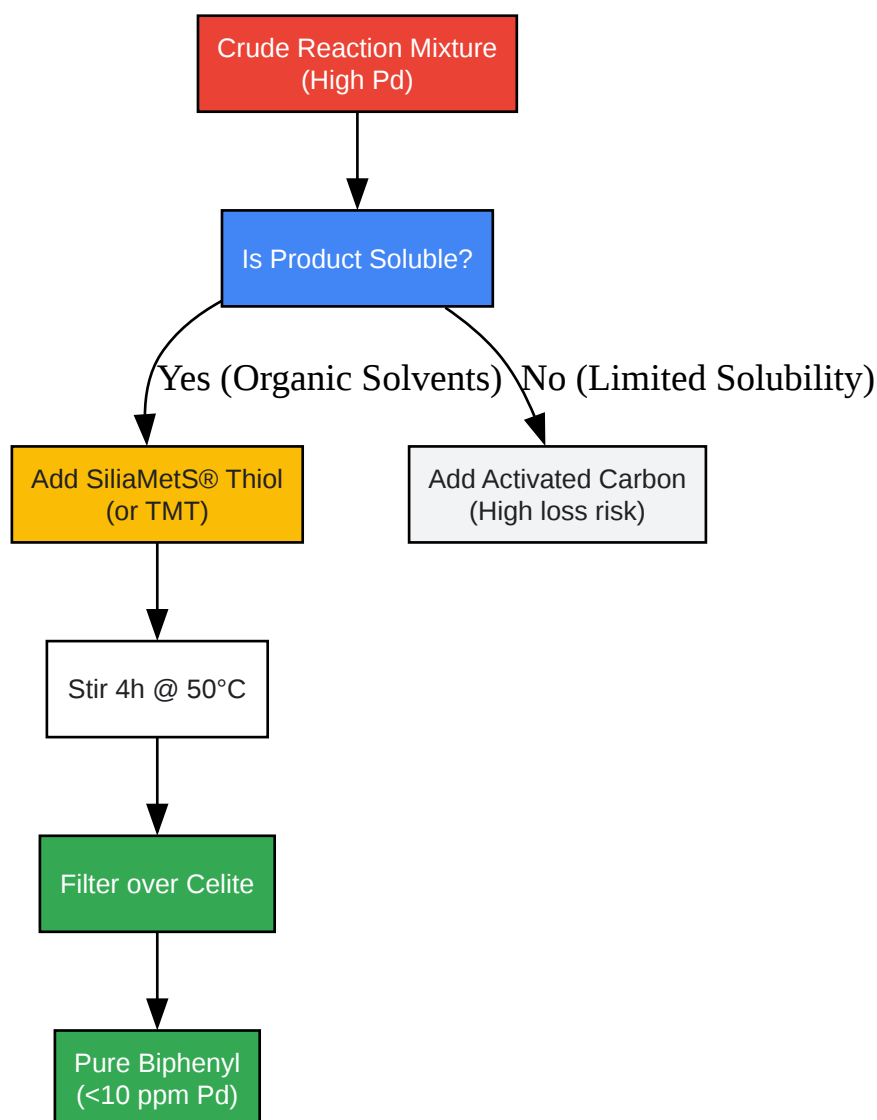 Crude Reaction Mixture
(High Pd)
Is Product Soluble?
Yes (Organic Solvents)
No (Limited Solubility)
Add SiliaMetS® Thiol
(or TMT)
Add Activated Carbon
(High loss risk)
Stir 4h @ 50°C
Filter over Celite
Pure Biphenyl
(<10 ppm Pd)